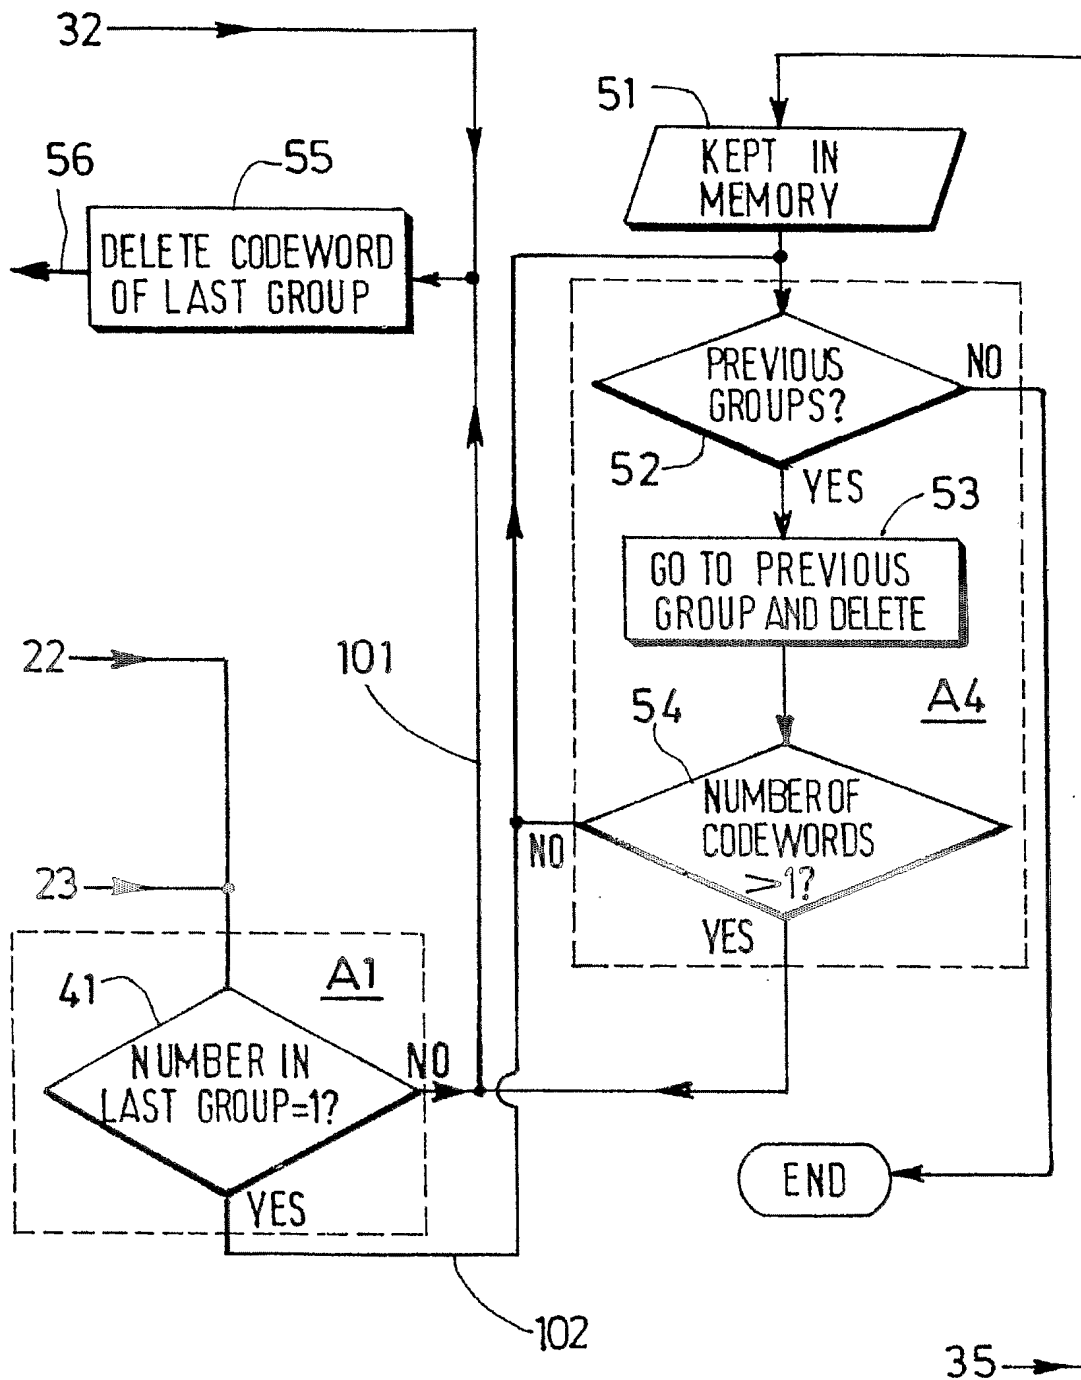 32
51
KEPT IN
MEMORY
56
55
DELETE CODEWORD
OF LAST GROUP
PREVIOUS
GROUPS?
NO
52
YES
53
GO TO PREVIOUS
GROUP AND DELETE
22
101
A4
54
NUMBER OF
CODEWORDS
>1?
NO
YES
23
A1
41
NUMBER IN
LAST GROUP=1?
NO
YES
END
102
35